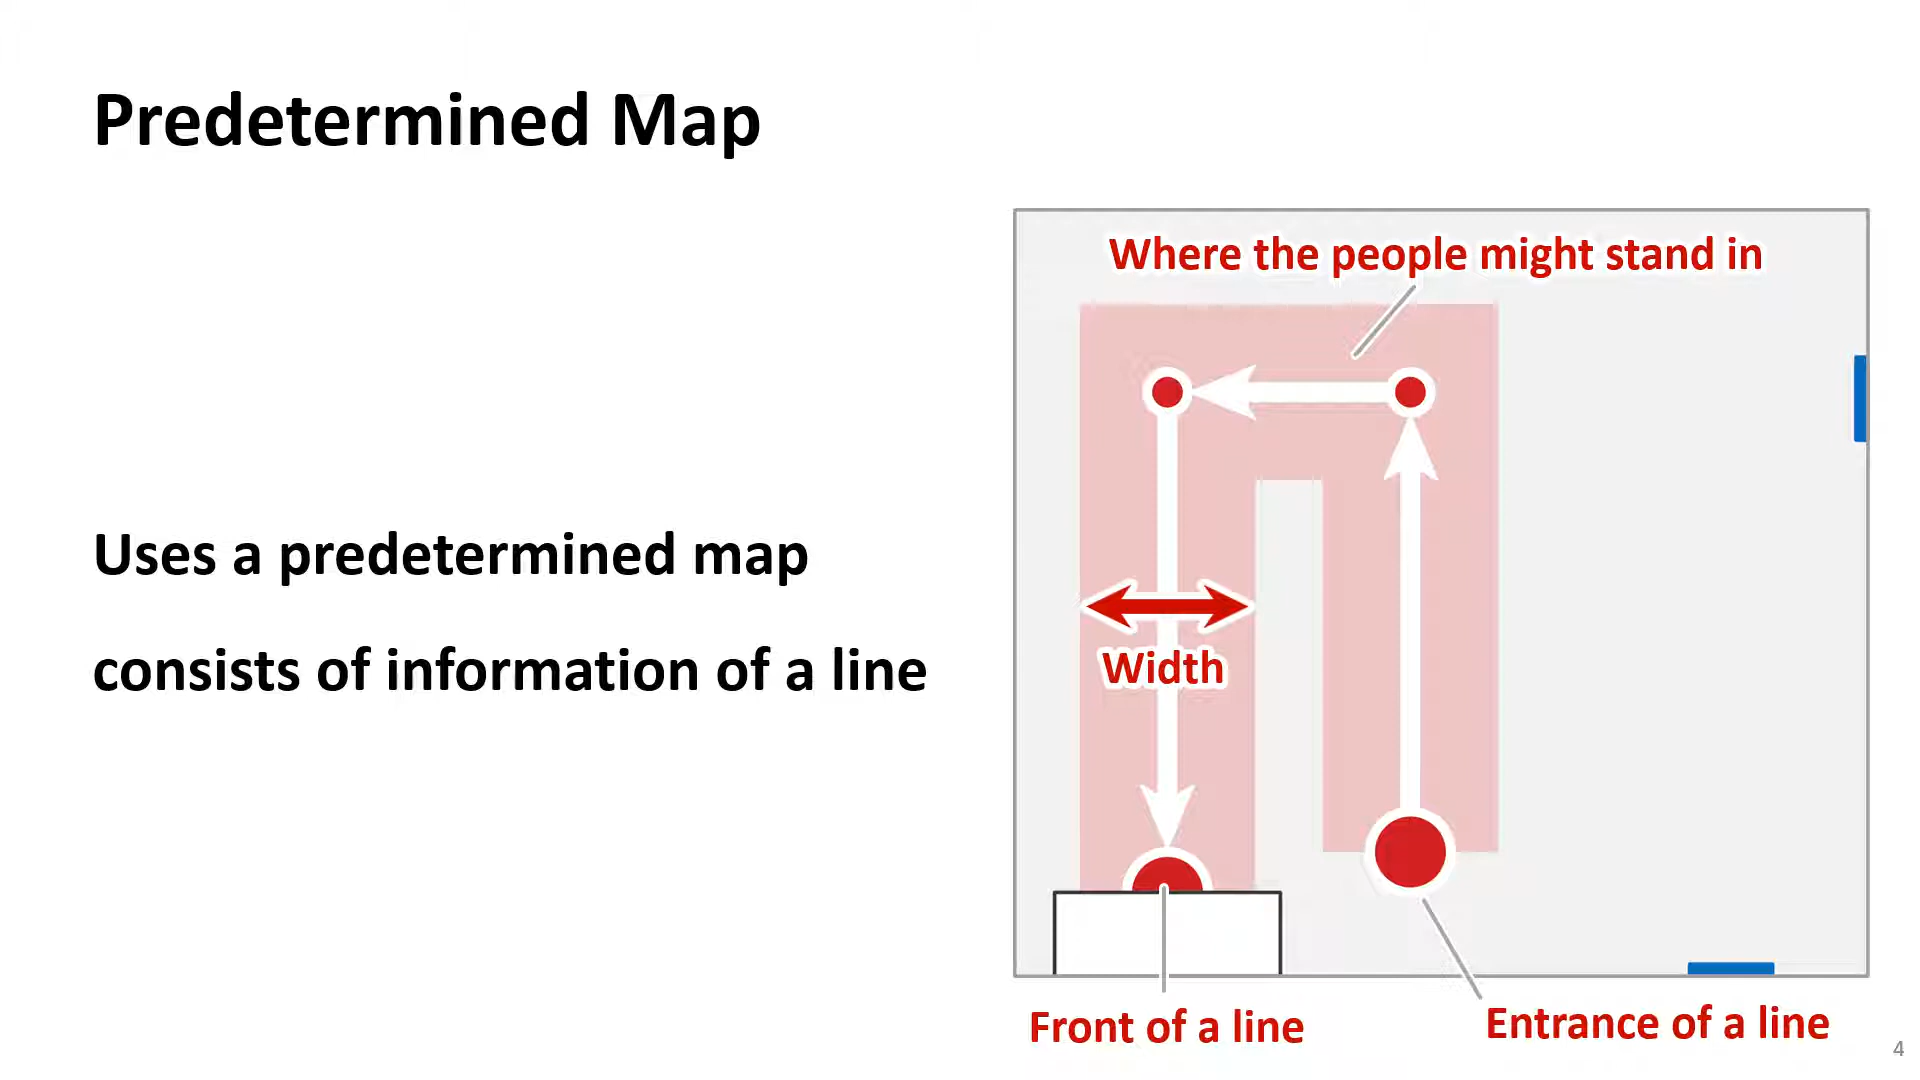 Predetermined Map
Uses a predetermined map
consists of information of a line
Where the people might stand in
Width
Front of a line
Entrance of a line
4